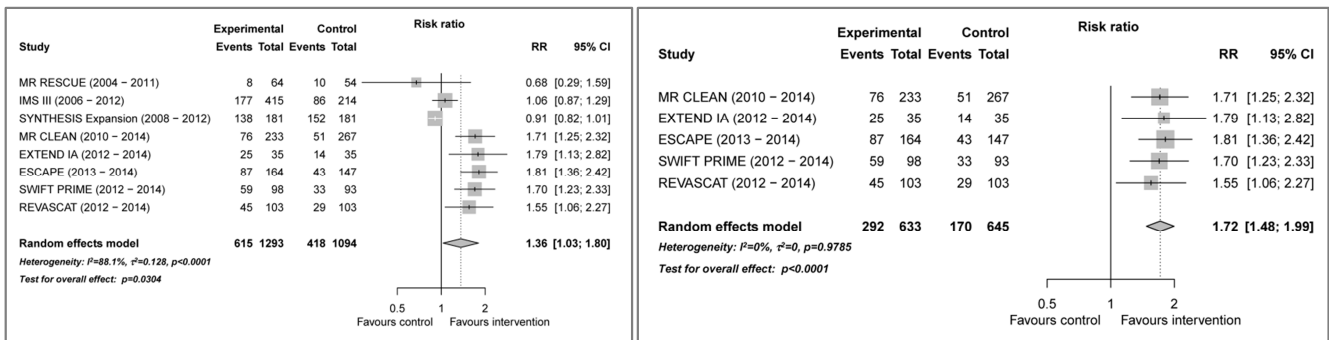 Experimental Control Risk ratio
Study Events Total Events Total RR 95% CI
MR RESCUE (2004 − 2011) 8 64 10 54 0.68 [0.29; 1.59]
IMS III (2006 − 2012) 177 415 86 214 1.06 [0.87; 1.29]
SYNTHESIS Expansion (2008 − 2012) 138 181 152 181 0.91 [0.82; 1.01]
MR CLEAN (2010 − 2014) 76 233 51 267 1.71 [1.25; 2.32]
EXTEND IA (2012 − 2014) 25 35 14 35 1.79 [1.13; 2.82]
ESCAPE (2013 − 2014) 87 164 43 147 1.81 [1.36; 2.42]
SWIFT PRIME (2012 − 2014) 59 98 33 93 1.70 [1.23; 2.33]
REVASCAT (2012 − 2014) 45 103 29 103 1.55 [1.06; 2.27]
Random effects model 615 1293 418 1094 1.36 [1.03; 1.80]
Heterogeneity: I²=88.1%, τ²=0.128, p<0.0001
Test for overall effect: p=0.0304
0.5 1 2
Favours control Favours intervention
Experimental Control Risk ratio
Study Events Total Events Total RR 95% CI
MR CLEAN (2010 − 2014) 76 233 51 267 1.71 [1.25; 2.32]
EXTEND IA (2012 − 2014) 25 35 14 35 1.79 [1.13; 2.82]
ESCAPE (2013 − 2014) 87 164 43 147 1.81 [1.36; 2.42]
SWIFT PRIME (2012 − 2014) 59 98 33 93 1.70 [1.23; 2.33]
REVASCAT (2012 − 2014) 45 103 29 103 1.55 [1.06; 2.27]
Random effects model 292 633 170 645 1.72 [1.48; 1.99]
Heterogeneity: I²=0%, τ²=0, p=0.9785
Test for overall effect: p<0.0001
0.5 1 2
Favours control Favours intervention